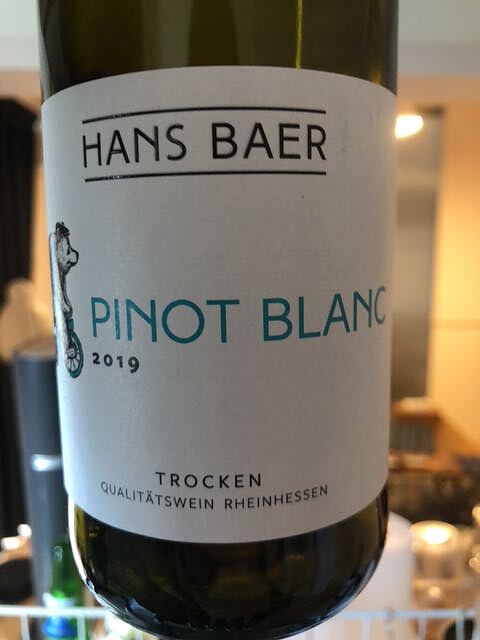 HANS BAER
PINOT BLANC
2019
TROCKEN
QUALITÄTSWEIN RHEINHESSEN